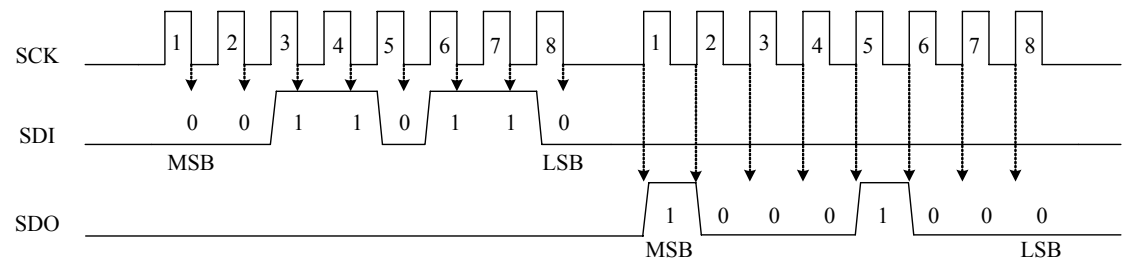 SCK 1 2 3 4 5 6 7 8 1 2 3 4 5 6 7 8
SDI 0 0 1 1 0 1 1 0
MSB LSB
SDO 1 0 0 0 1 0 0 0
MSB LSB